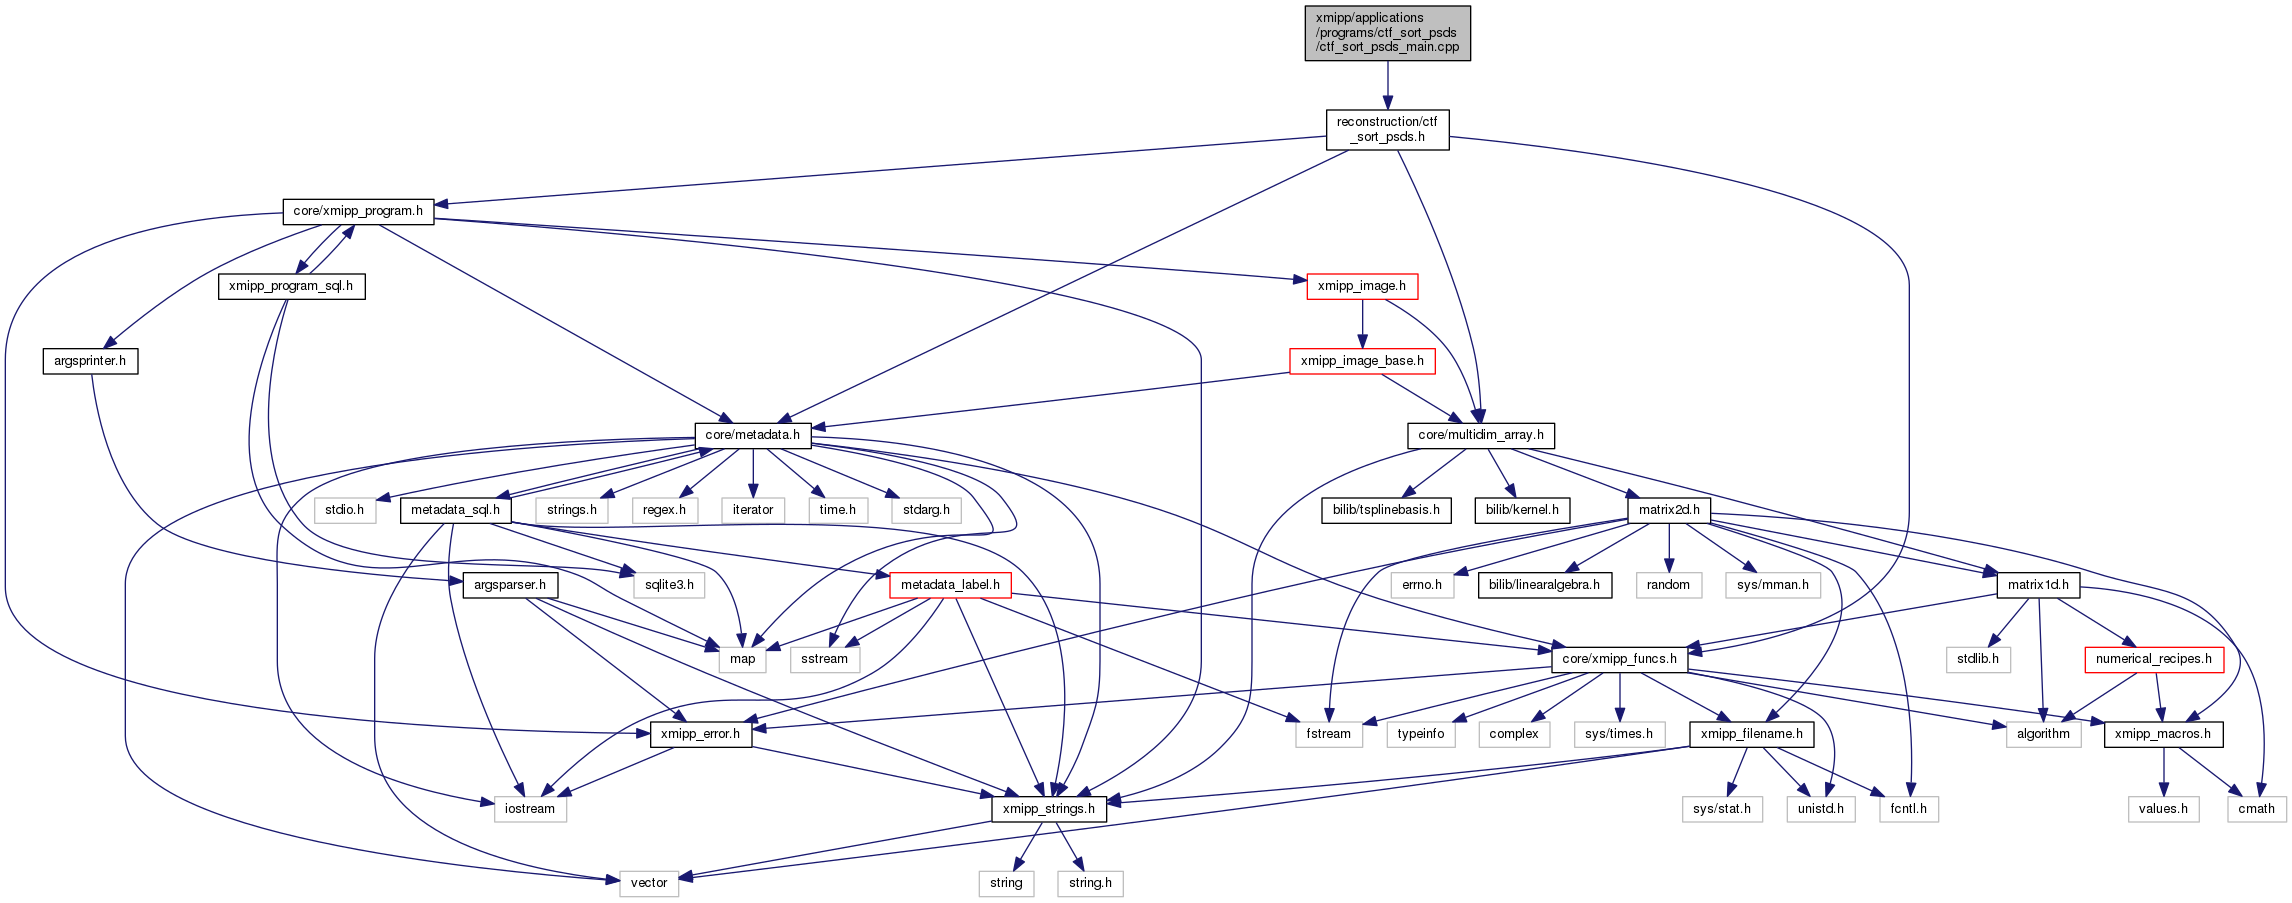 xmipp/applications
/programs/ctf_sort_psds
/ctf_sort_psds_main.cpp
reconstruction/ctf
_sort_psds.h
core/xmipp_program.h
xmipp_program_sql.h
xmipp_image.h
argsprinter.h
xmipp_image_base.h
core/metadata.h
core/multidim_array.h
stdio.h
metadata_sql.h
strings.h
regex.h
iterator
time.h
stdarg.h
bilib/tsplinebasis.h
bilib/kernel.h
matrix2d.h
argsparser.h
sqlite3.h
metadata_label.h
errno.h
bilib/linearalgebra.h
random
sys/mman.h
matrix1d.h
map
sstream
core/xmipp_funcs.h
stdlib.h
numerical_recipes.h
xmipp_error.h
fstream
typeinfo
complex
sys/times.h
xmipp_filename.h
algorithm
xmipp_macros.h
iostream
xmipp_strings.h
sys/stat.h
unistd.h
fcntl.h
values.h
cmath
vector
string
string.h